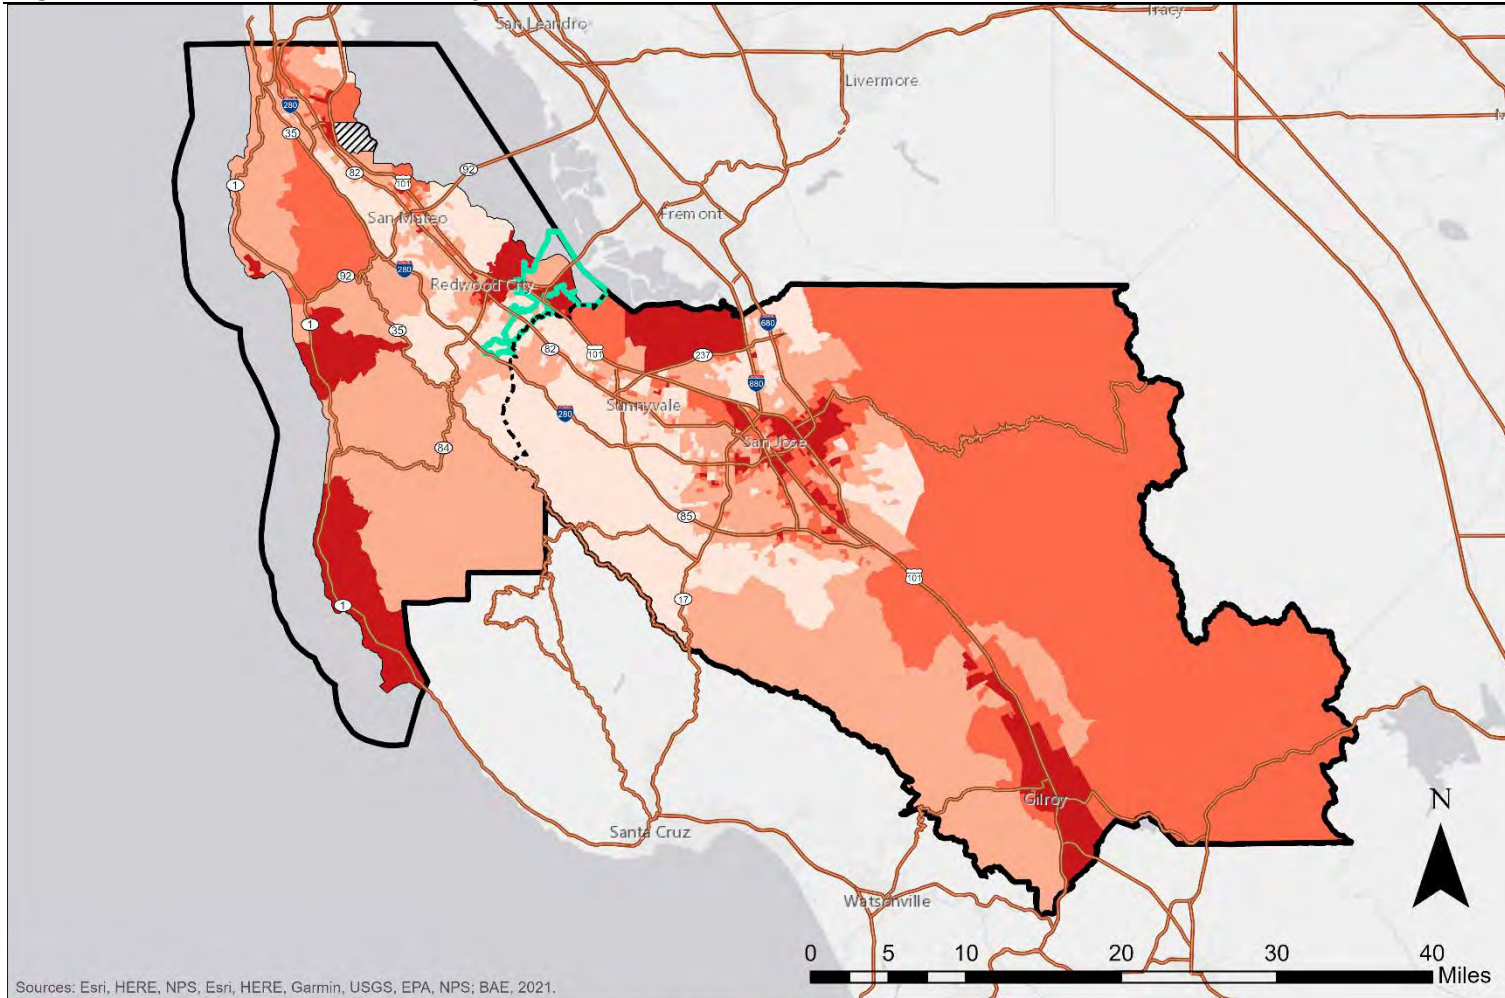 San Leandro
Tracy
Livermore
280
35
82
101
92
1
San Mateo
Fremont
280
92
Redwood City
1
35
82
101
237
680
880
280
Sunnyvale
San Jose
84
85
101
1
17
Gilroy
N
Santa Cruz
Watsonville
0 5 10 20 30 40
Miles
Sources: Esri, HERE, NPS, Esri, HERE, Garmin, USGS, EPA, NPS; BAE, 2021.